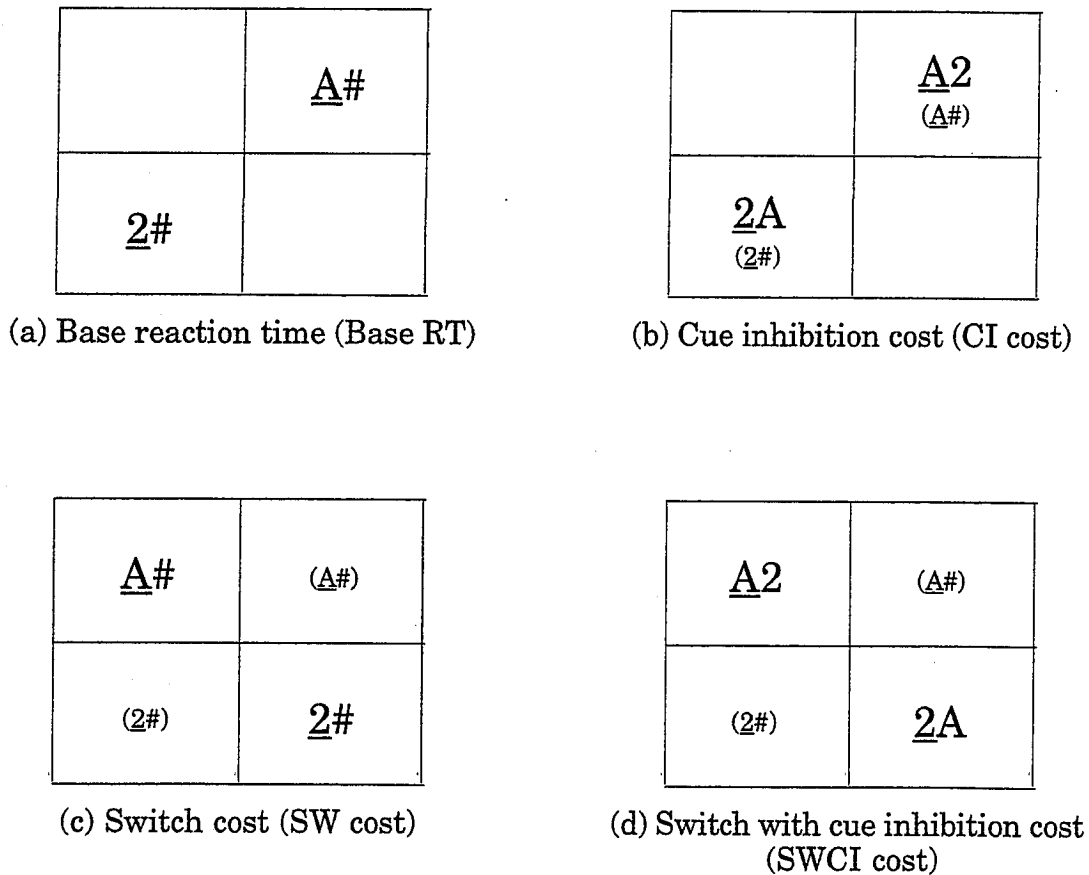 A#
2#
(a) Base reaction time (Base RT)
A2
(A#)
2A
(2#)
(b) Cue inhibition cost (CI cost)
A# (A#)
(2#) 2#
(c) Switch cost (SW cost)
A2 (A#)
(2#) 2A
(d) Switch with cue inhibition cost
(SWCI cost)